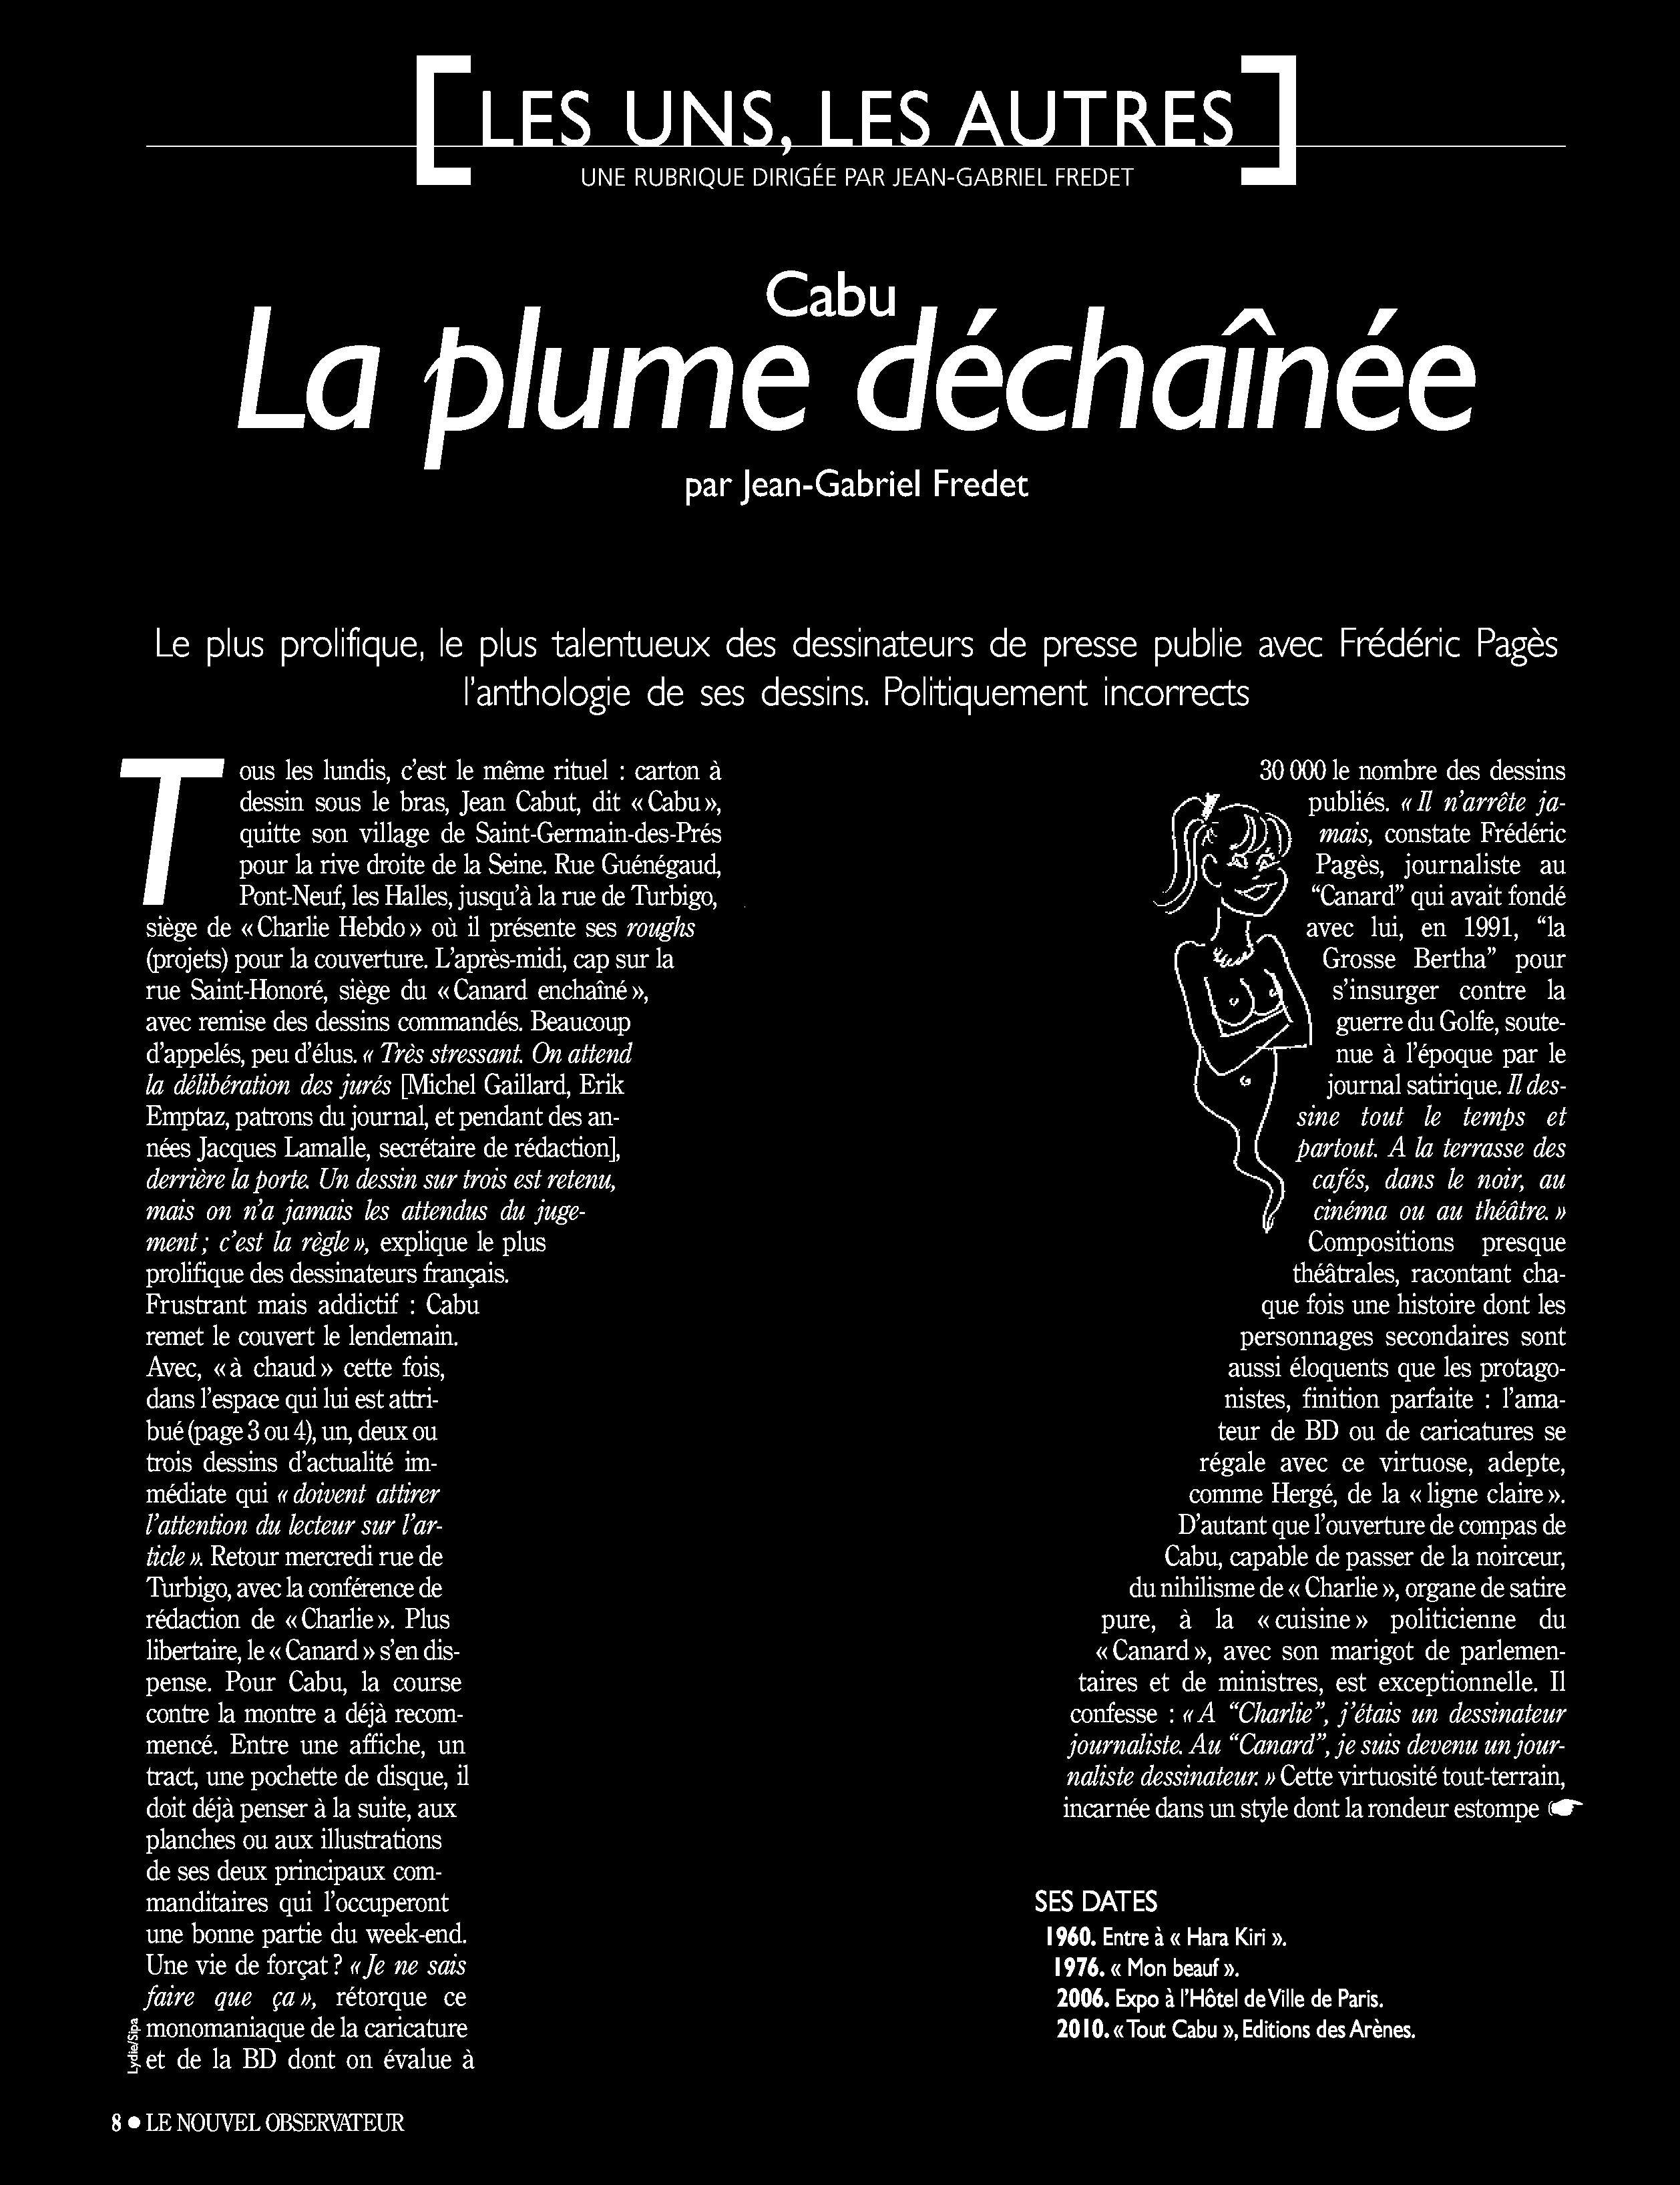 LES UNS, LES AUTRES
UNE RUBRIQUE DIRIGÉE PAR JEAN-GABRIEL FREDET
Cabu
La plume déchaînée
par Jean-Gabriel Fredet
Le plus prolifique, le plus talentueux des dessinateurs de presse publie avec Frédéric Pagès
l’anthologie de ses dessins. Politiquement incorrects
Tous les lundis, c’est le même rituel : carton à
dessin sous le bras, Jean Cabut, dit « Cabu »,
quitte son village de Saint-Germain-des-Prés
pour la rive droite de la Seine. Rue Guénégaud,
Pont-Neuf, les Halles, jusqu’à la rue de Turbigo,
siège de « Charlie Hebdo » où il présente ses roughs
(projets) pour la couverture. L’après-midi, cap sur la
rue Saint-Honoré, siège du « Canard enchaîné »,
avec remise des dessins commandés. Beaucoup
d’appelés, peu d’élus. « Très stressant. On attend
la délibération des jurés [Michel Gaillard, Erik
Emptaz, patrons du journal, et pendant des an-
nées Jacques Lamalle, secrétaire de rédaction],
derrière la porte. Un dessin sur trois est retenu,
mais on n’a jamais les attendus du juge-
ment ; c’est la règle », explique le plus
prolifique des dessinateurs français.
Frustrant mais addictif : Cabu
remet le couvert le lendemain.
Avec, « à chaud » cette fois,
dans l’espace qui lui est attri-
bué (page 3 ou 4), un, deux ou
trois dessins d’actualité im-
médiate qui « doivent attirer
l’attention du lecteur sur l’ar-
ticle ». Retour mercredi rue de
Turbigo, avec la conférence de
rédaction de « Charlie ». Plus
libertaire, le « Canard » s’en dis-
pense. Pour Cabu, la course
contre la montre a déjà recom-
mencé. Entre une affiche, un
tract, une pochette de disque, il
doit déjà penser à la suite, aux
planches ou aux illustrations
de ses deux principaux com-
manditaires qui l’occuperont
une bonne partie du week-end.
Une vie de forçat ? « Je ne sais
faire que ça », rétorque ce
monomaniaque de la caricature
et de la BD dont on évalue à
30 000 le nombre des dessins
publiés. « Il n’arrête ja-
mais, constate Frédéric
Pagès, journaliste au
“Canard” qui avait fondé
avec lui, en 1991, “la
Grosse Bertha” pour
s’insurger contre la
guerre du Golfe, soute-
nue à l’époque par le
journal satirique. Il des-
sine tout le temps et
partout. A la terrasse des
cafés, dans le noir, au
cinéma ou au théâtre. »
Compositions presque
théâtrales, racontant cha-
que fois une histoire dont les
personnages secondaires sont
aussi éloquents que les protago-
nistes, finition parfaite : l’ama-
teur de BD ou de caricatures se
régale avec ce virtuose, adepte,
comme Hergé, de la « ligne claire ».
D’autant que l’ouverture de compas de
Cabu, capable de passer de la noirceur,
du nihilisme de « Charlie », organe de satire
pure, à la « cuisine » politicienne du
« Canard », avec son marigot de parlemen-
taires et de ministres, est exceptionnelle. Il
confesse : « A “Charlie”, j’étais un dessinateur
journaliste. Au “Canard”, je suis devenu un jour-
naliste dessinateur. » Cette virtuosité tout-terrain,
incarnée dans un style dont la rondeur estompe
SES DATES
1960. Entre à « Hara Kiri ».
1976. « Mon beauf ».
2006. Expo à l’Hôtel de Ville de Paris.
2010. « Tout Cabu », Editions des Arènes.
Lydie/Sipa
8 ● LE NOUVEL OBSERVATEUR